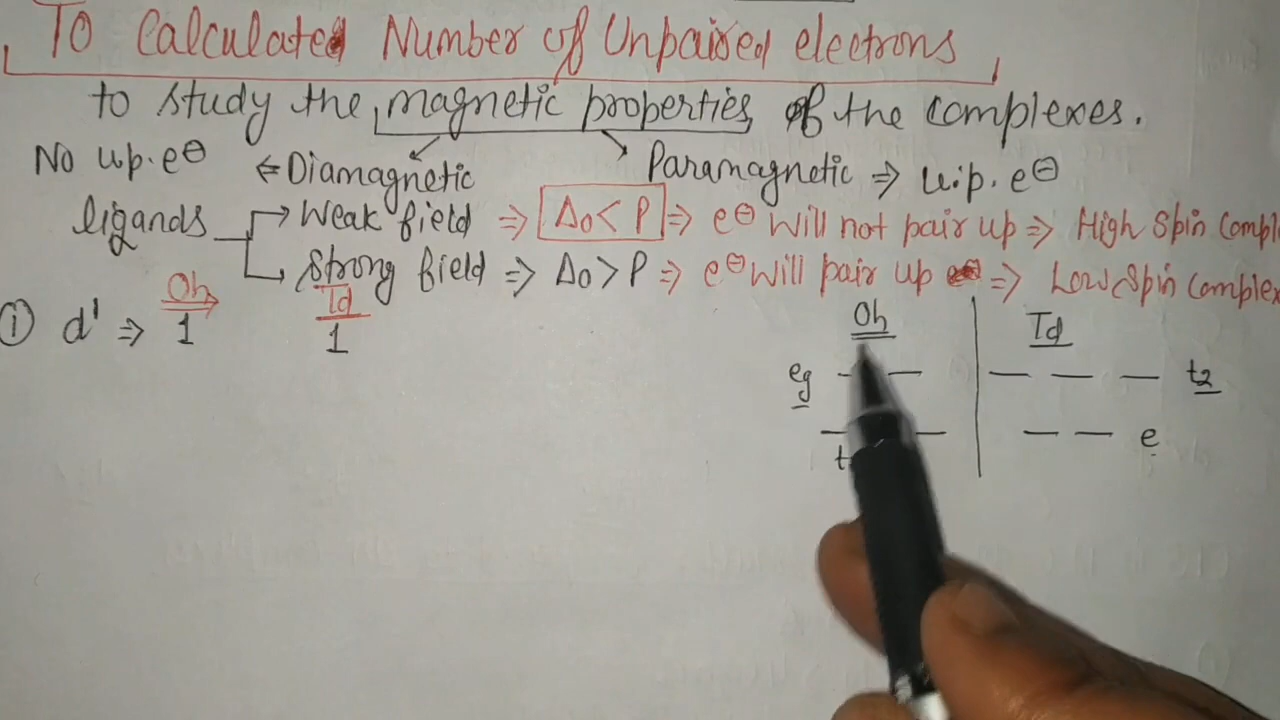 To Calculated Number of Unpaired electrons
to study the magnetic properties of the complexes.
No u.p. e⊖ ⇐ Diamagnetic Paramagnetic ⇒ u.p. e⊖
ligands → Weak field ⇒ Δo < P ⇒ e⊖ will not pair up ⇒ High Spin Compl
→ Strong field ⇒ Δo > P ⇒ e⊖ will pair up ⇒ Low Spin Complex
Oh Td
① d¹ ⇒ 1 1
Oh Td
eg — — — — — t2
— — — — e
t